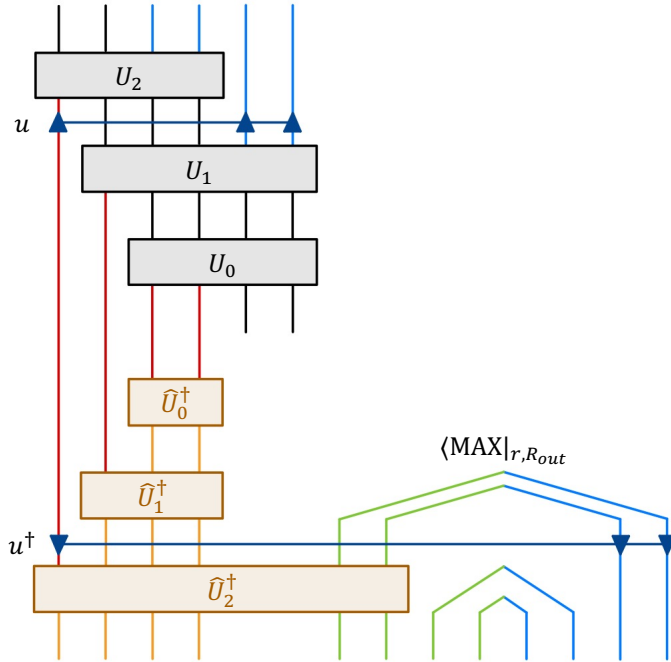 U₂
u
U₁
U₀
Û₀†
⟨MAX|r,Rout
Û₁†
u†
Û₂†